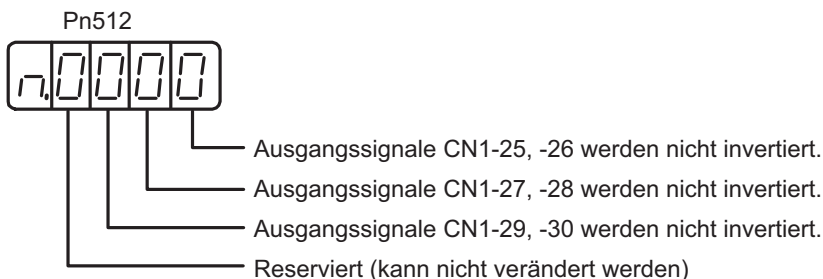 Pn512
n.0000
Ausgangssignale CN1-25, -26 werden nicht invertiert.
Ausgangssignale CN1-27, -28 werden nicht invertiert.
Ausgangssignale CN1-29, -30 werden nicht invertiert.
Reserviert (kann nicht verändert werden)